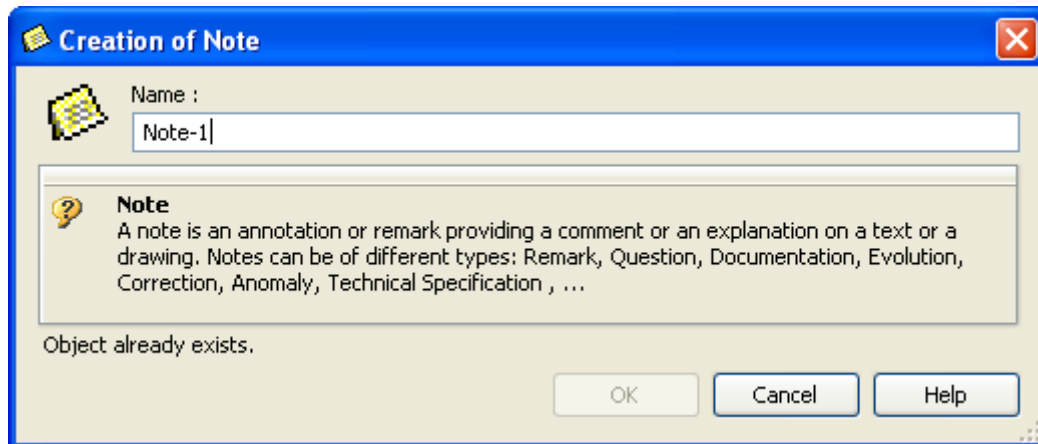 Creation of Note
Name :
Note-1
Note
A note is an annotation or remark providing a comment or an explanation on a text or a
drawing. Notes can be of different types: Remark, Question, Documentation, Evolution,
Correction, Anomaly, Technical Specification , ...
Object already exists.
OK Cancel Help